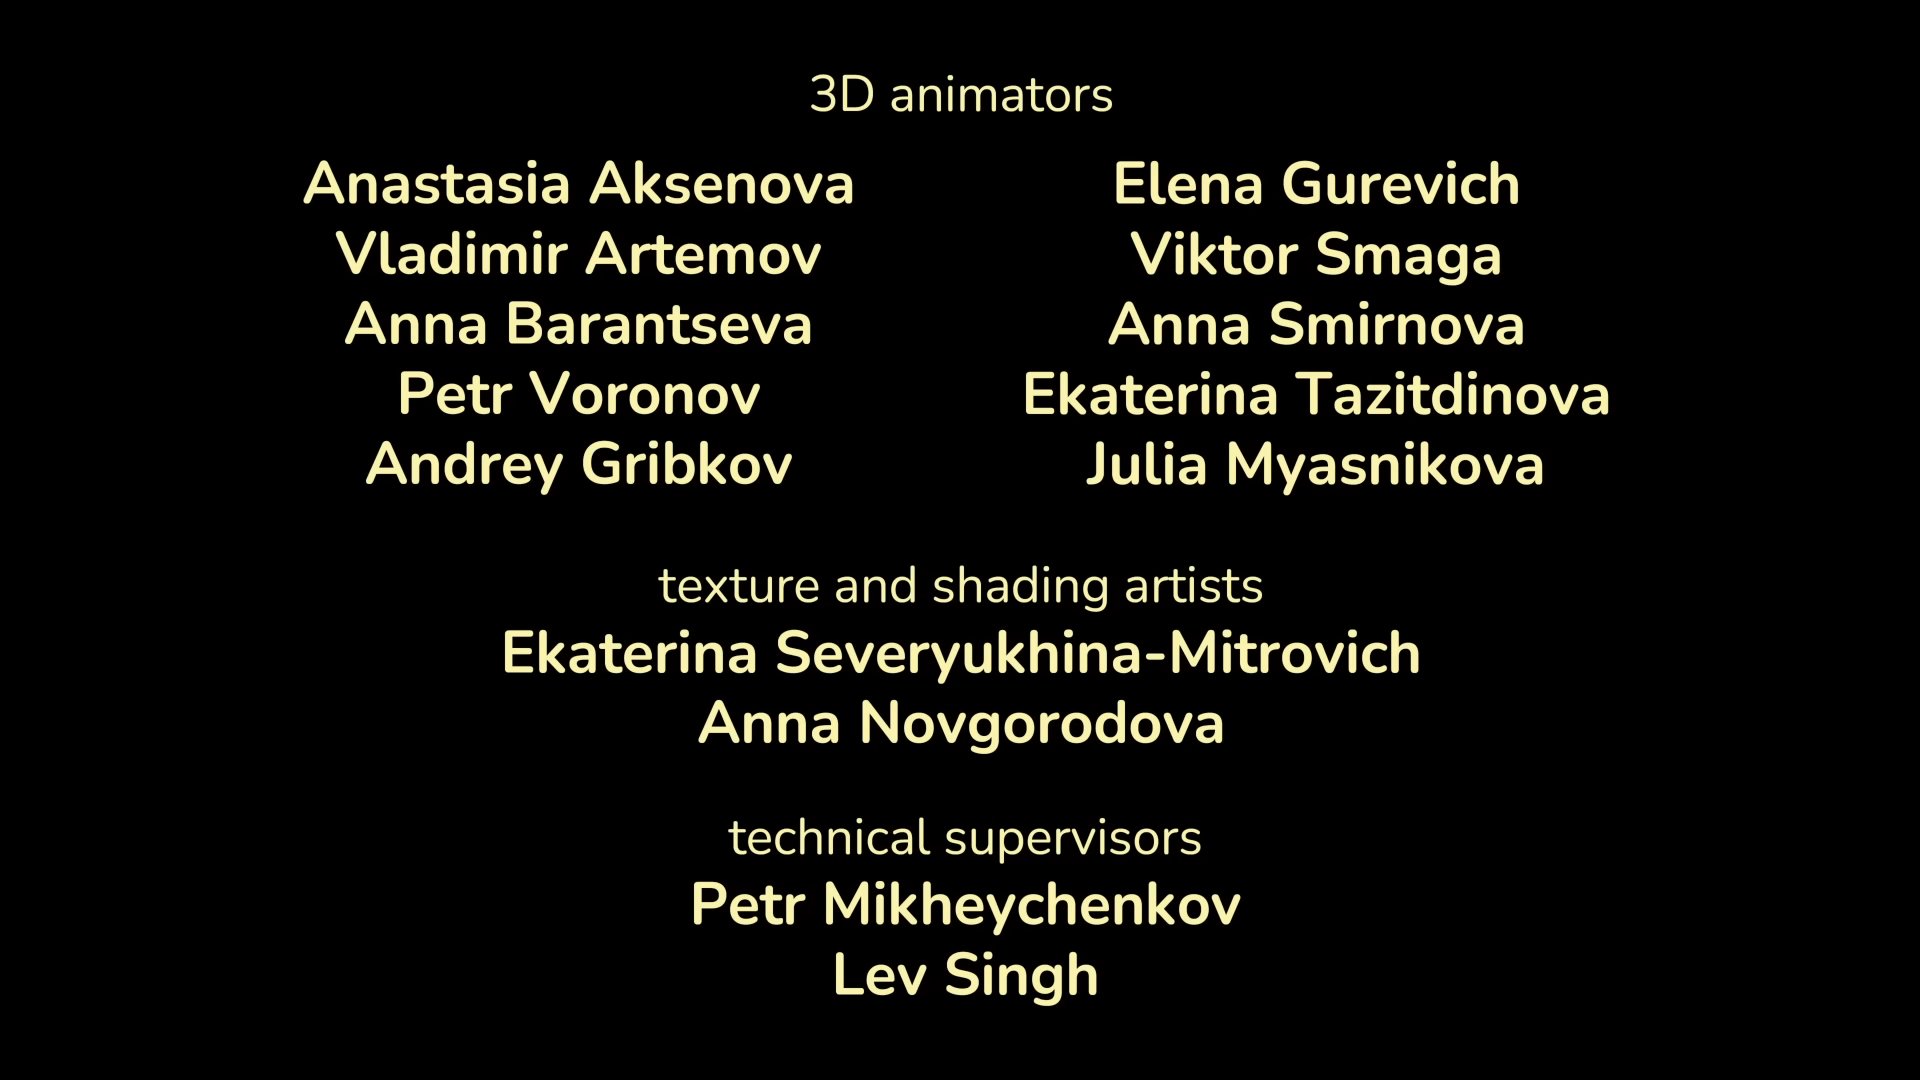 3D animators
Anastasia Aksenova
Vladimir Artemov
Anna Barantseva
Petr Voronov
Andrey Gribkov
Elena Gurevich
Viktor Smaga
Anna Smirnova
Ekaterina Tazitdinova
Julia Myasnikova
texture and shading artists
Ekaterina Severyukhina-Mitrovich
Anna Novgorodova
technical supervisors
Petr Mikheychenkov
Lev Singh